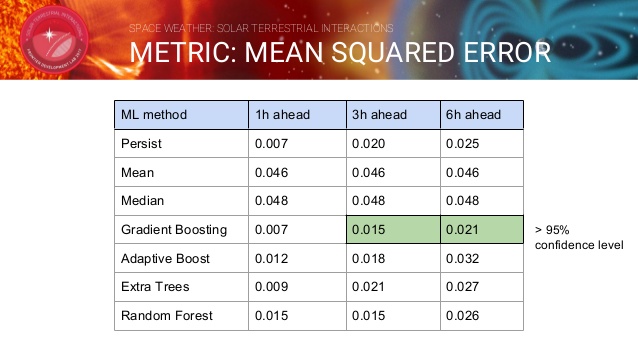 SPACE WEATHER: SOLAR TERRESTRIAL INTERACTIONS
METRIC: MEAN SQUARED ERROR
ML method 1h ahead 3h ahead 6h ahead
Persist 0.007 0.020 0.025
Mean 0.046 0.046 0.046
Median 0.048 0.048 0.048
Gradient Boosting 0.007 0.015 0.021
> 95%
confidence level
Adaptive Boost 0.012 0.018 0.032
Extra Trees 0.009 0.021 0.027
Random Forest 0.015 0.015 0.026